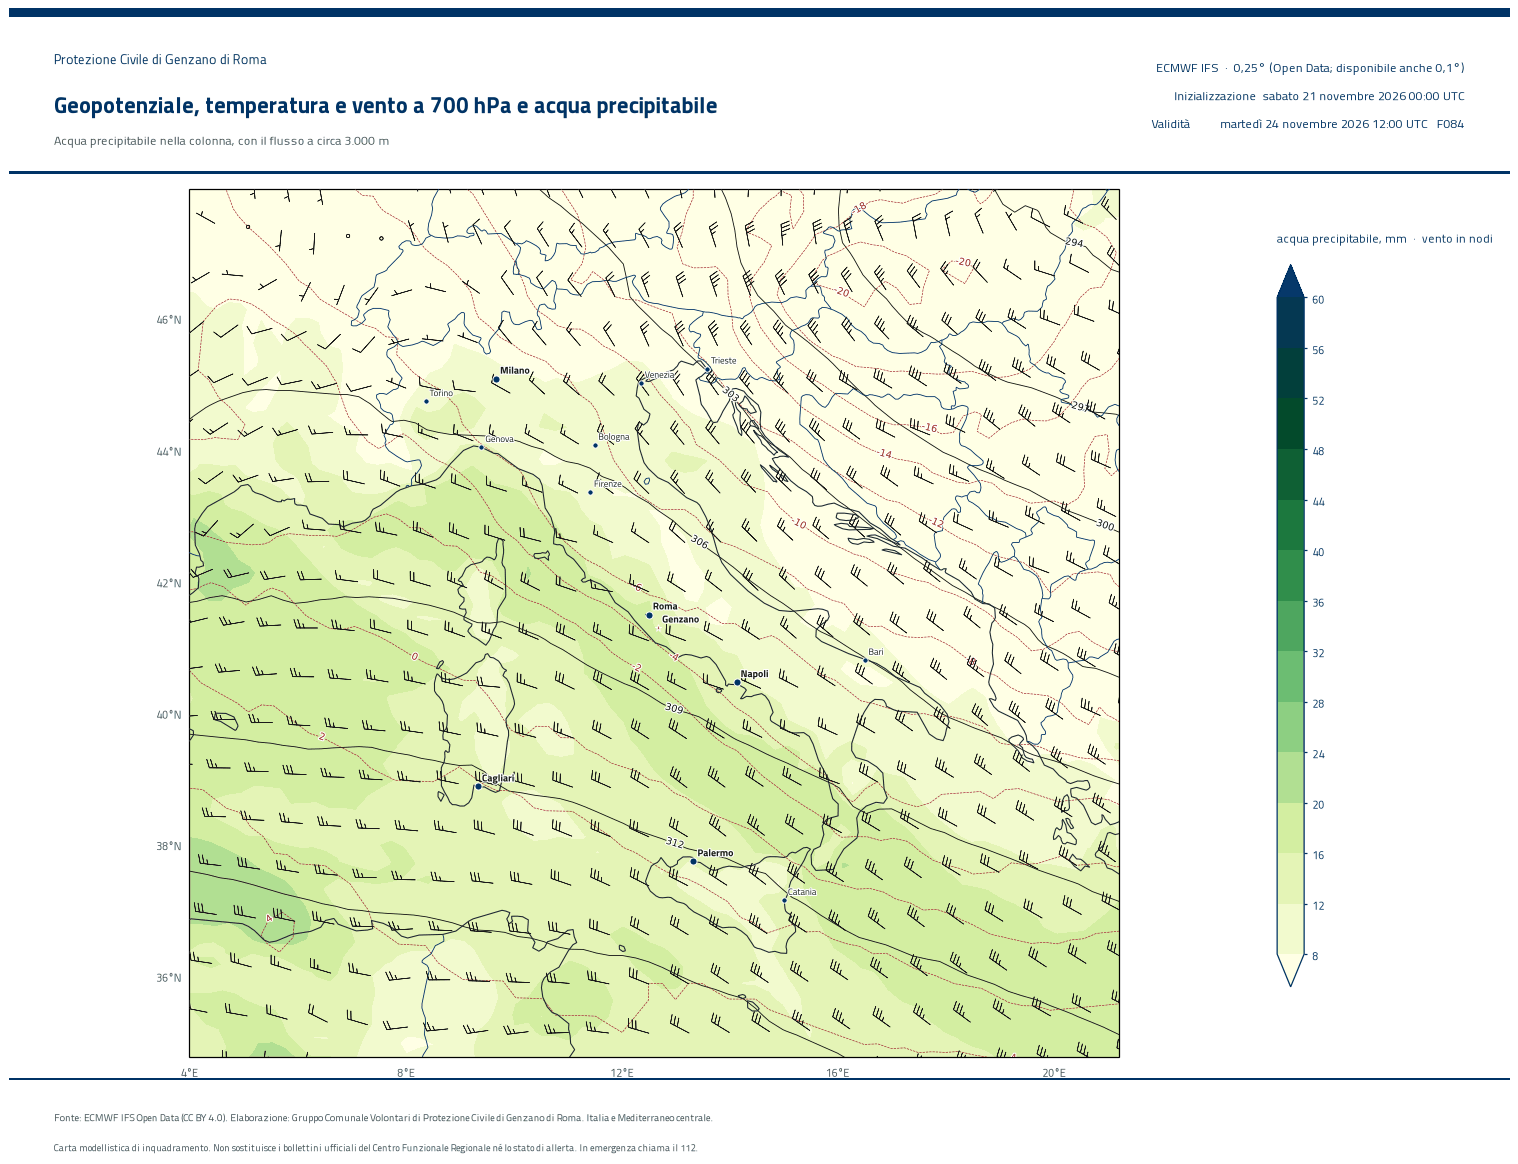 Protezione Civile di Genzano di Roma
Geopotenziale, temperatura e vento a 700 hPa e acqua precipitabile
Acqua precipitabile nella colonna, con il flusso a circa 3.000 m
ECMWF IFS · 0,25° (Open Data; disponibile anche 0,1°)
Inizializzazione sabato 21 novembre 2026 00:00 UTC
Validità martedì 24 novembre 2026 12:00 UTC F084
acqua precipitabile, mm · vento in nodi
60
56
52
48
44
40
36
32
28
24
20
16
12
8
46°N
44°N
42°N
40°N
38°N
36°N
4°E
8°E
12°E
16°E
20°E
-18
294
-20
-20
Trieste
Milano
Venezia
Torino
303
297
-16
Genova
Bologna
-14
Firenze
-10
-12
300
306
-6
Roma
Genzano
-4
-2
0
Bari
Napoli
309
2
Cagliari
312
Palermo
Catania
4
Fonte: ECMWF IFS Open Data (CC BY 4.0). Elaborazione: Gruppo Comunale Volontari di Protezione Civile di Genzano di Roma. Italia e Mediterraneo centrale.
Carta modellistica di inquadramento. Non sostituisce i bollettini ufficiali del Centro Funzionale Regionale né lo stato di allerta. In emergenza chiama il 112.